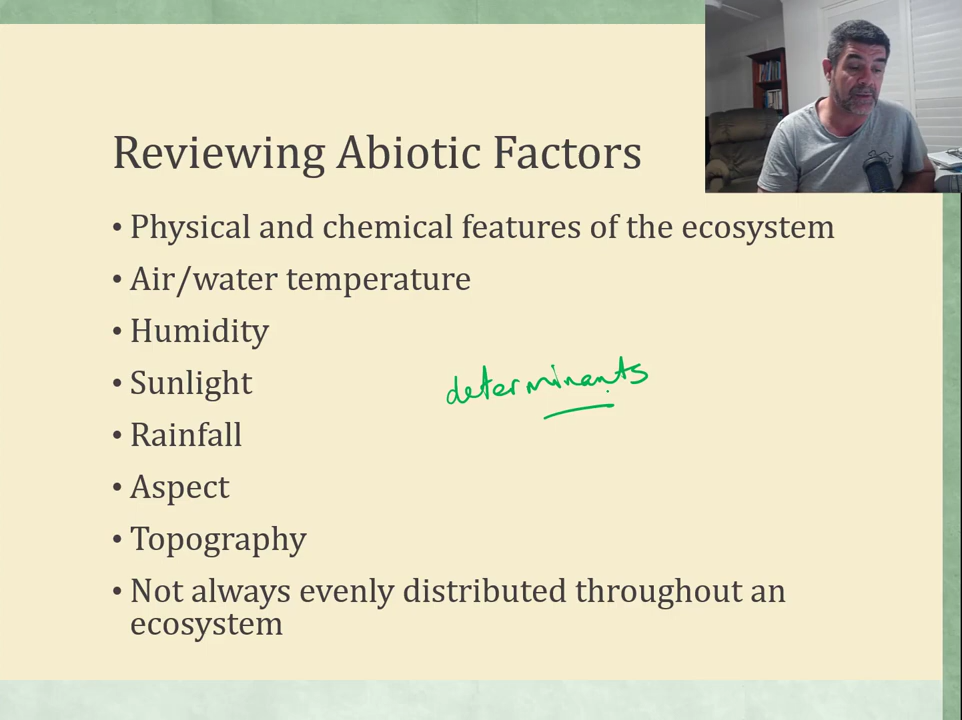 Reviewing Abiotic Factors
• Physical and chemical features of the ecosystem
• Air/water temperature
• Humidity
• Sunlight
determinants
• Rainfall
• Aspect
• Topography
• Not always evenly distributed throughout an
ecosystem